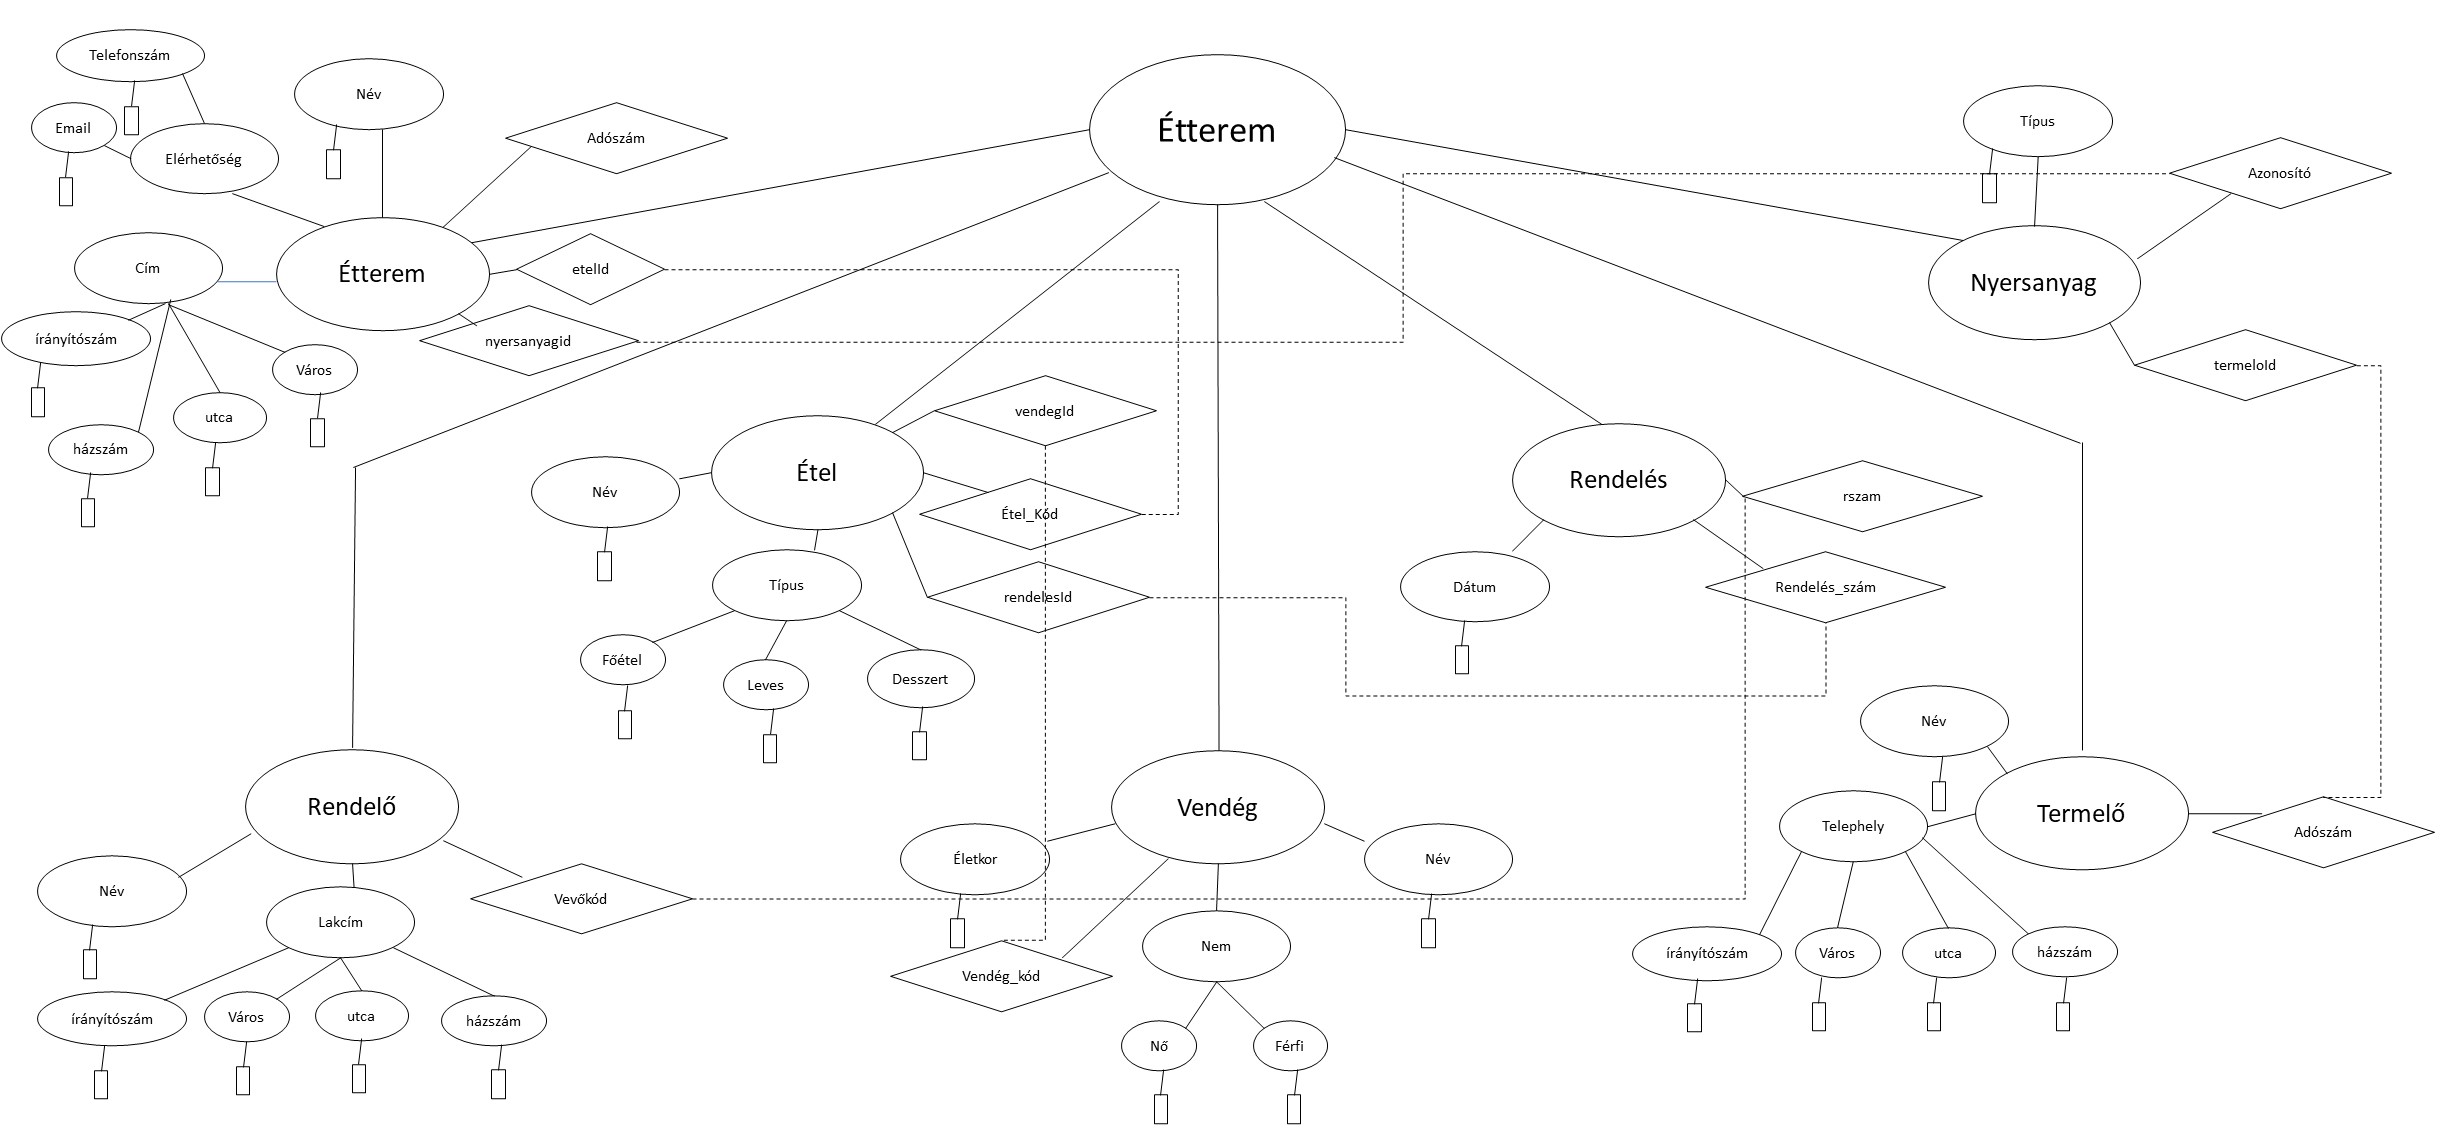 Telefonszám
Név
Email
Elérhetőség
Adószám
Étterem
Típus
Azonosító
Cím
Étterem
etelId
Nyersanyag
írányítószám
nyersanyagid
Város
termeloId
házszám
utca
vendegId
Étel
Név
Étel_Kód
Rendelés
rszam
Típus
rendelesId
Dátum
Rendelés_szám
Főétel
Leves
Desszert
Név
Rendelő
Vendég
Telephely
Termelő
Adószám
Név
Lakcím
Vevőkód
Életkor
Név
Vendég_kód
Nem
írányítószám
Város
utca
házszám
írányítószám
Város
utca
házszám
Nő
Férfi